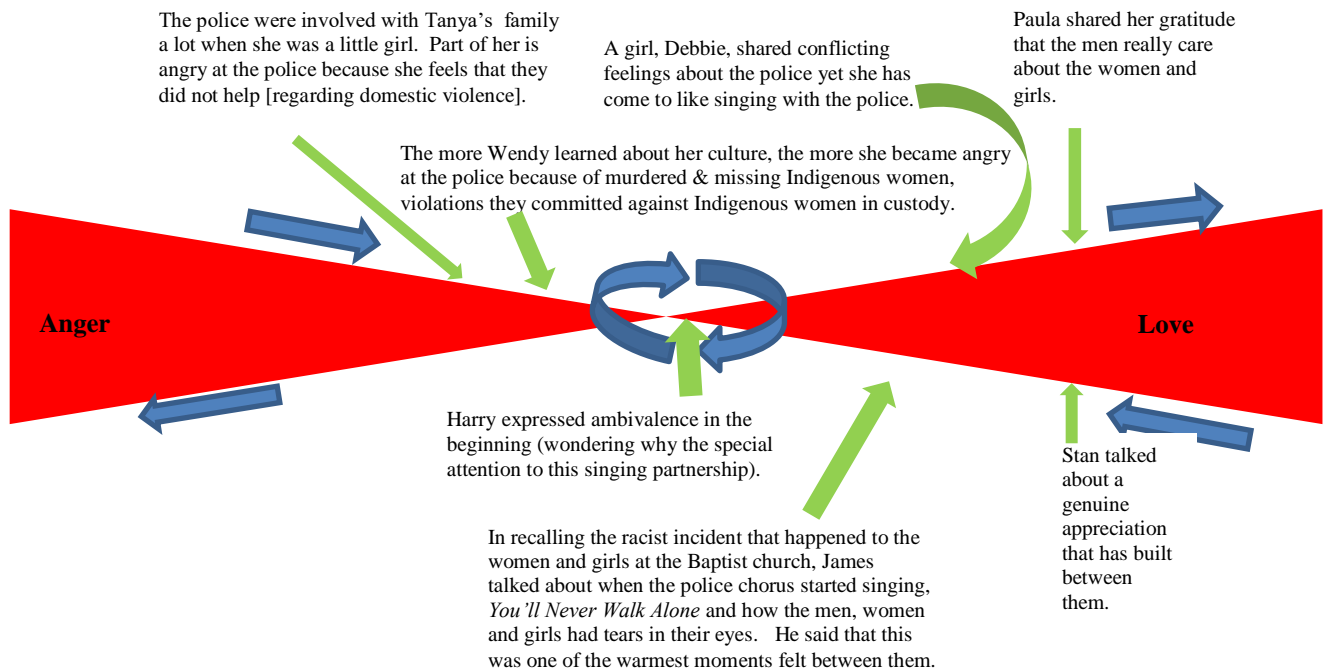 The police were involved with Tanya’s  family
a lot when she was a little girl.  Part of her is
angry at the police because she feels that they
did not help [regarding domestic violence].
A girl, Debbie, shared conflicting
feelings about the police yet she has
come to like singing with the police.
Paula shared her gratitude
that the men really care
about the women and
girls.
The more Wendy learned about her culture, the more she became angry
at the police because of murdered & missing Indigenous women,
violations they committed against Indigenous women in custody.
Anger
Love
Harry expressed ambivalence in the
beginning (wondering why the special
attention to this singing partnership).
Stan talked
about a
genuine
appreciation
that has built
between
them.
In recalling the racist incident that happened to the
women and girls at the Baptist church, James
talked about when the police chorus started singing,
You’ll Never Walk Alone and how the men, women
and girls had tears in their eyes.   He said that this
was one of the warmest moments felt between them.